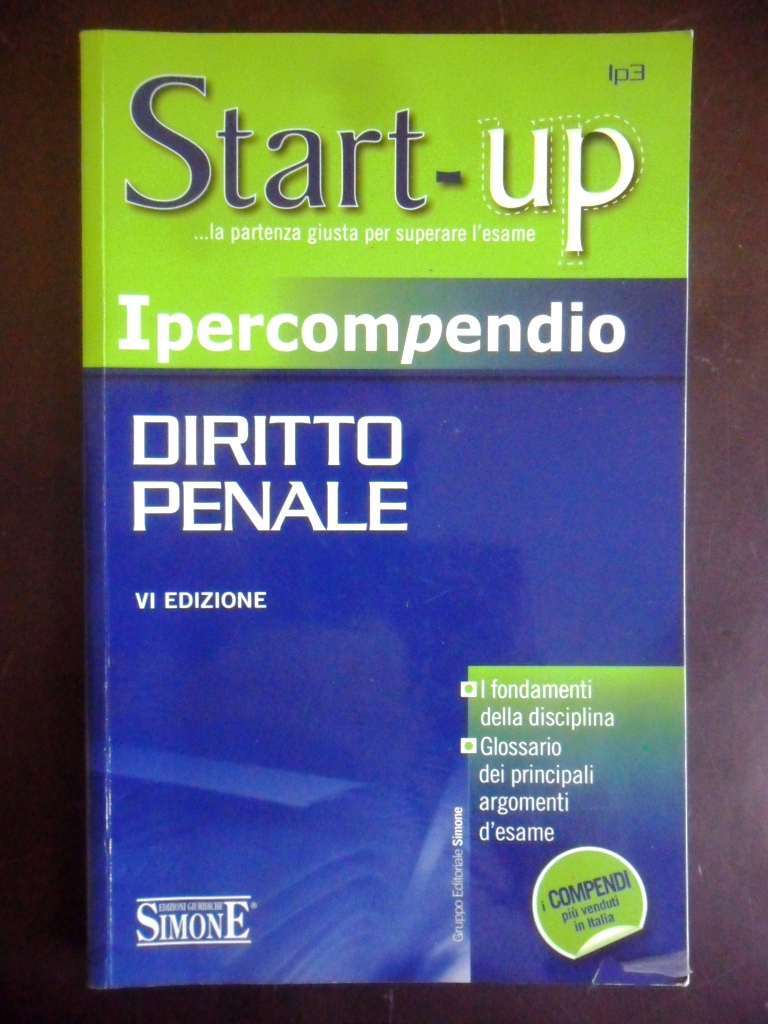 Ip3
Start-up
...la partenza giusta per superare l'esame
Ipercompendio
DIRITTO
PENALE
VI EDIZIONE
I fondamenti
della disciplina
Glossario
dei principali
argomenti
d'esame
Gruppo Editoriale Simone
i COMPENDI
più venduti
in Italia
EDIZIONI GIURIDICHE
SIMONE®